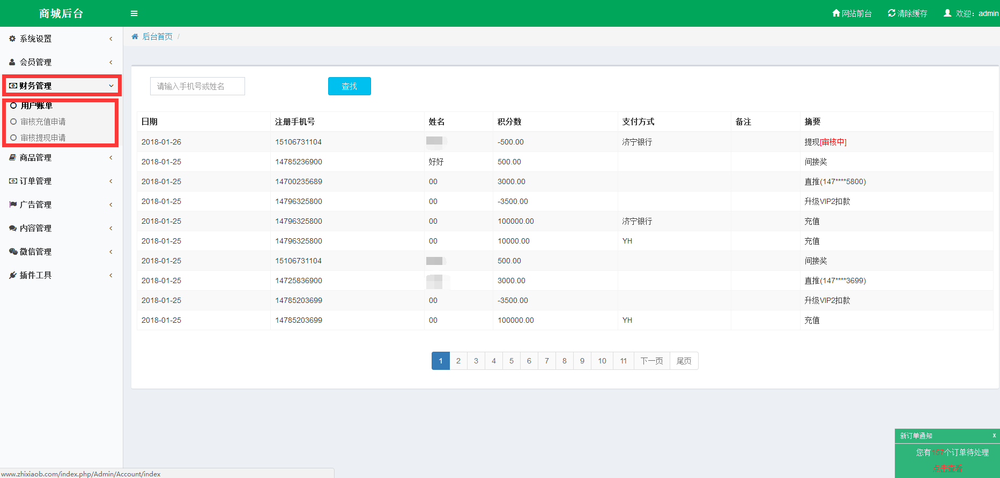 商城后台
网站前台 清除缓存 欢迎：admin
系统设置
会员管理
财务管理
用户账单
审核充值申请
审核提现申请
商品管理
订单管理
广告管理
内容管理
微信管理
插件工具
后台首页 /
请输入手机号或姓名 查找
日期 注册手机号 姓名 积分数 支付方式 备注 摘要
2018-01-26 15106731104 -500.00 济宁银行 提现[审核中]
2018-01-25 14785236900 好好 500.00 间接奖
2018-01-25 14700235689 00 3000.00 直推(147****5800)
2018-01-25 14796325800 00 -3500.00 升级VIP2扣款
2018-01-25 14796325800 00 100000.00 济宁银行 充值
2018-01-25 14796325800 00 10000.00 YH 充值
2018-01-25 15106731104 500.00 间接奖
2018-01-25 14725836900 3000.00 直推(147****3699)
2018-01-25 14785203699 00 -3500.00 升级VIP2扣款
2018-01-25 14785203699 00 100000.00 YH 充值
1 2 3 4 5 6 7 8 9 10 11 下一页 尾页
新订单通知 x
您有157个订单待处理
点击查看
www.zhixiaob.com/index.php/Admin/Account/index